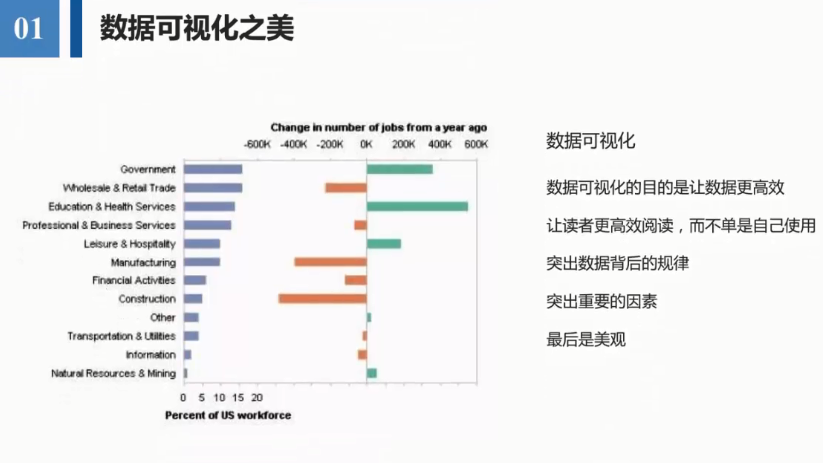 01
数据可视化之美
Change in number of jobs from a year ago
-600K -400K -200K 0K 200K 400K 600K
Government
Wholesale & Retail Trade
Education & Health Services
Professional & Business Services
Leisure & Hospitality
Manufacturing
Financial Activities
Construction
Other
Transportation & Utilities
Information
Natural Resources & Mining
0 5 10 15 20
Percent of US workforce
数据可视化
数据可视化的目的是让数据更高效
让读者更高效阅读，而不单是自己使用
突出数据背后的规律
突出重要的因素
最后是美观